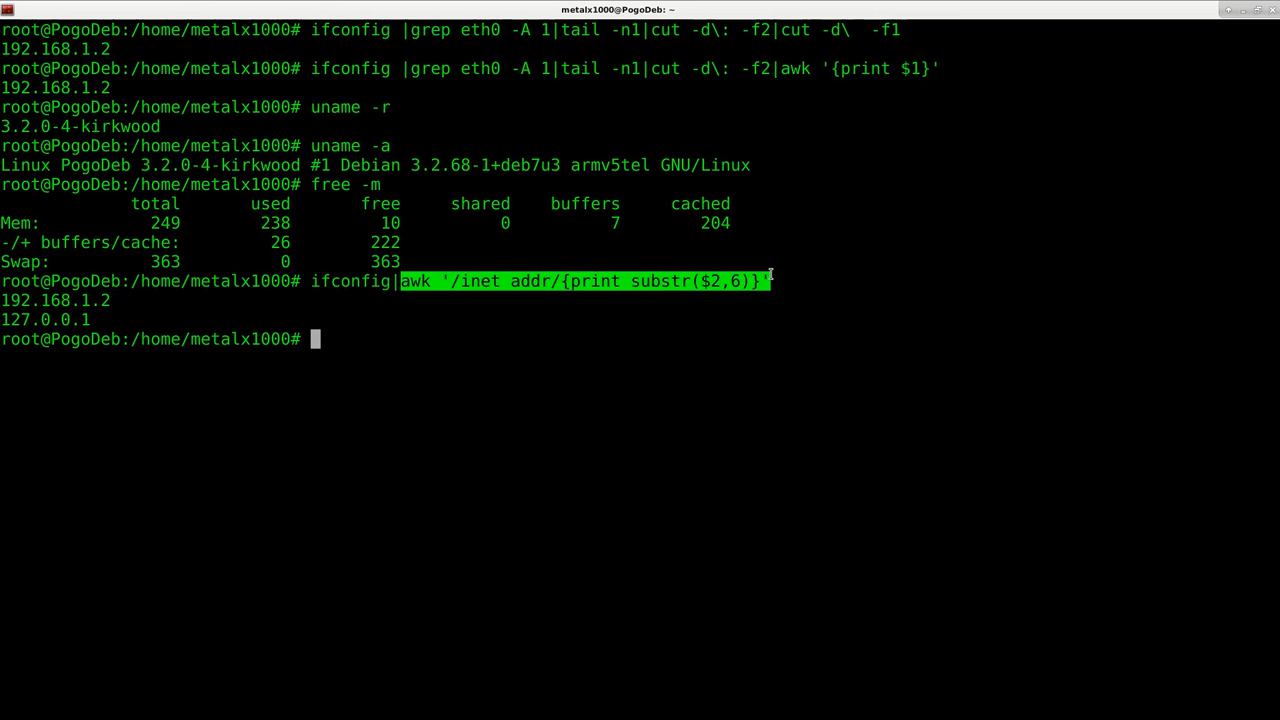 metalx1000@PogoDeb: ~
root@PogoDeb:/home/metalx1000# ifconfig |grep eth0 -A 1|tail -n1|cut -d\: -f2|cut -d\  -f1
192.168.1.2
root@PogoDeb:/home/metalx1000# ifconfig |grep eth0 -A 1|tail -n1|cut -d\: -f2|awk '{print $1}'
192.168.1.2
root@PogoDeb:/home/metalx1000# uname -r
3.2.0-4-kirkwood
root@PogoDeb:/home/metalx1000# uname -a
Linux PogoDeb 3.2.0-4-kirkwood #1 Debian 3.2.68-1+deb7u3 armv5tel GNU/Linux
root@PogoDeb:/home/metalx1000# free -m
             total       used       free     shared    buffers     cached
Mem:           249        238         10          0          7        204
-/+ buffers/cache:         26        222
Swap:          363          0        363
root@PogoDeb:/home/metalx1000# ifconfig|awk '/inet addr/{print substr($2,6)}'
192.168.1.2
127.0.0.1
root@PogoDeb:/home/metalx1000#